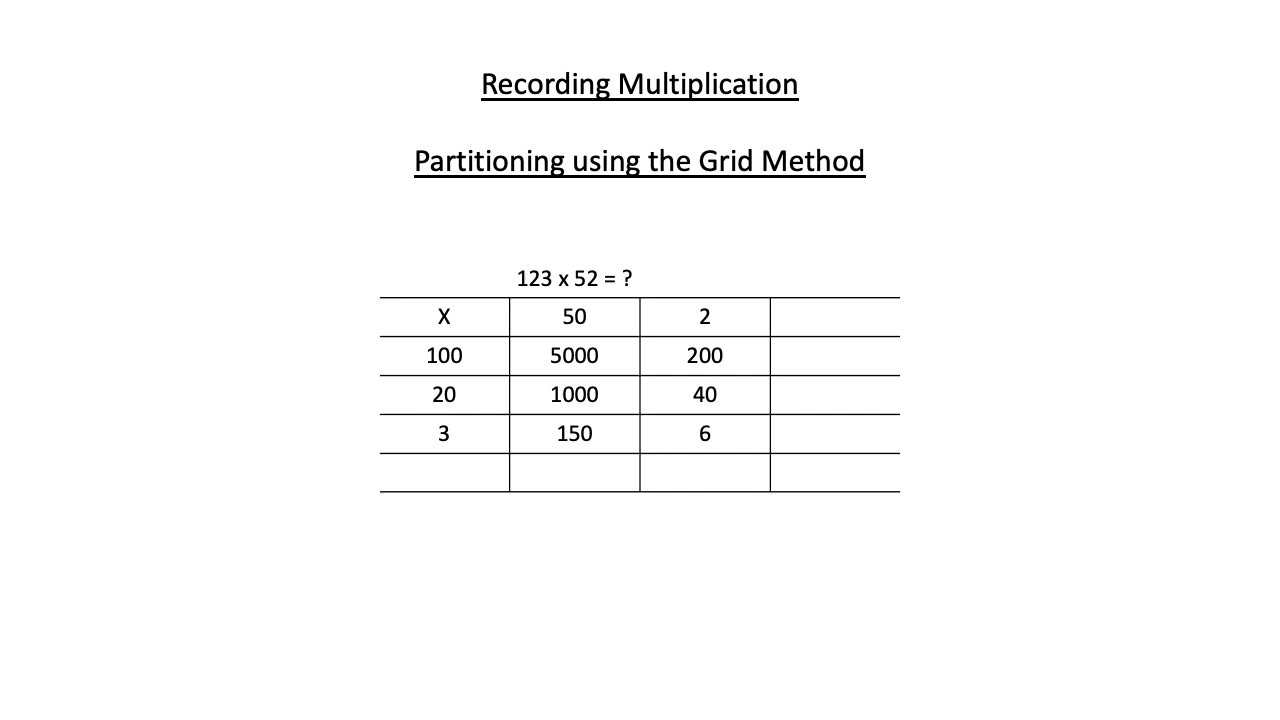 Recording Multiplication
Partitioning using the Grid Method
123 x 52 = ?
X 50 2
100 5000 200
20 1000 40
3 150 6